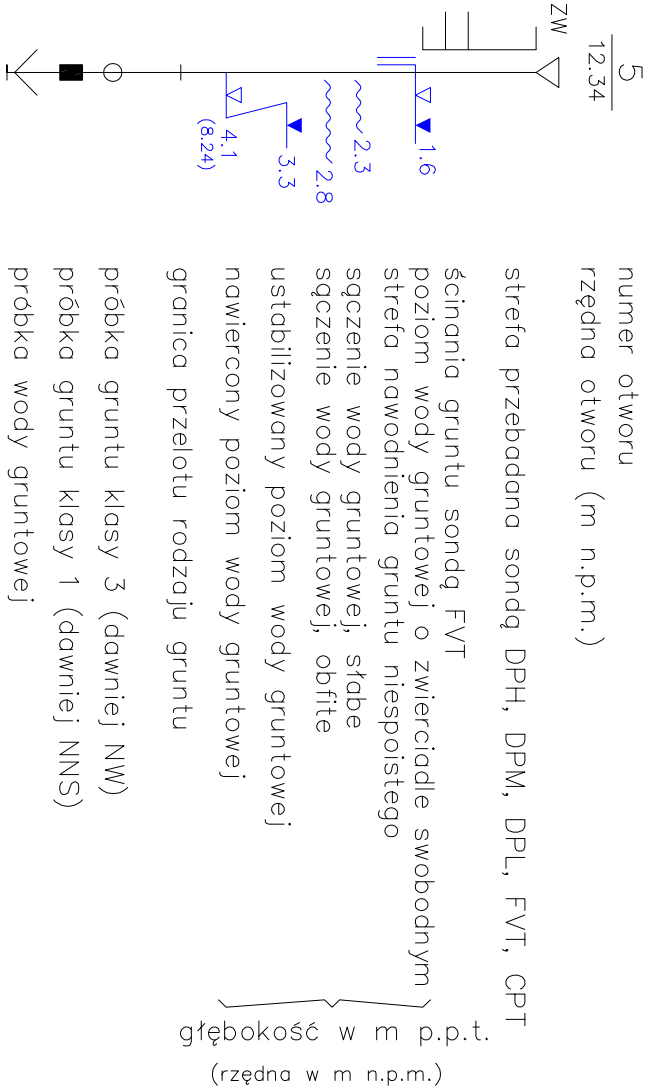 5
12.34
ZW
1.6
2.3
2.8
3.3
4.1
(8.24)
numer otworu
rzędna otworu (m n.p.m.)
strefa przebadana sondą DPH, DPM, DPL, FVT, CPT
ścinania gruntu sondą FVT
poziom wody gruntowej o zwierciadle swobodnym
strefa nawodnienia gruntu niespoistego
sączenie wody gruntowej, słabe
sączenie wody gruntowej, obfite
ustabilizowany poziom wody gruntowej
nawiercony poziom wody gruntowej
granica przelotu rodzaju gruntu
próbka gruntu klasy 3 (dawniej NW)
próbka gruntu klasy 1 (dawniej NNS)
próbka wody gruntowej
głębokość w m p.p.t.
(rzędna w m n.p.m.)